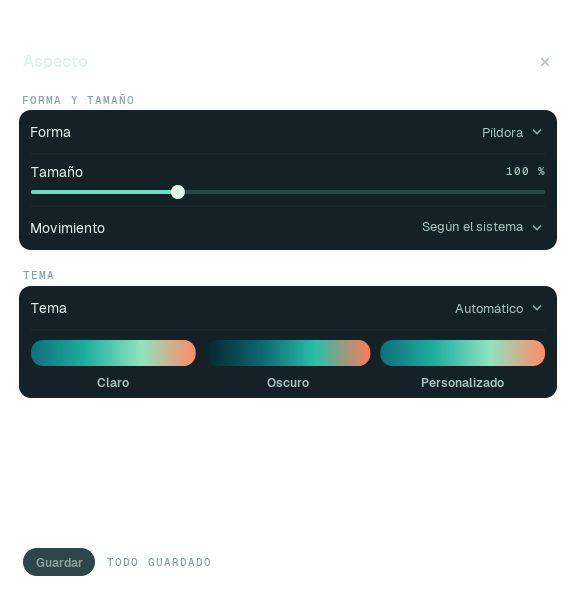 Aspecto
FORMA Y TAMAÑO
Forma
Píldora
Tamaño
100 %
Movimiento
Según el sistema
TEMA
Tema
Automático
Claro
Oscuro
Personalizado
Guardar
TODO GUARDADO